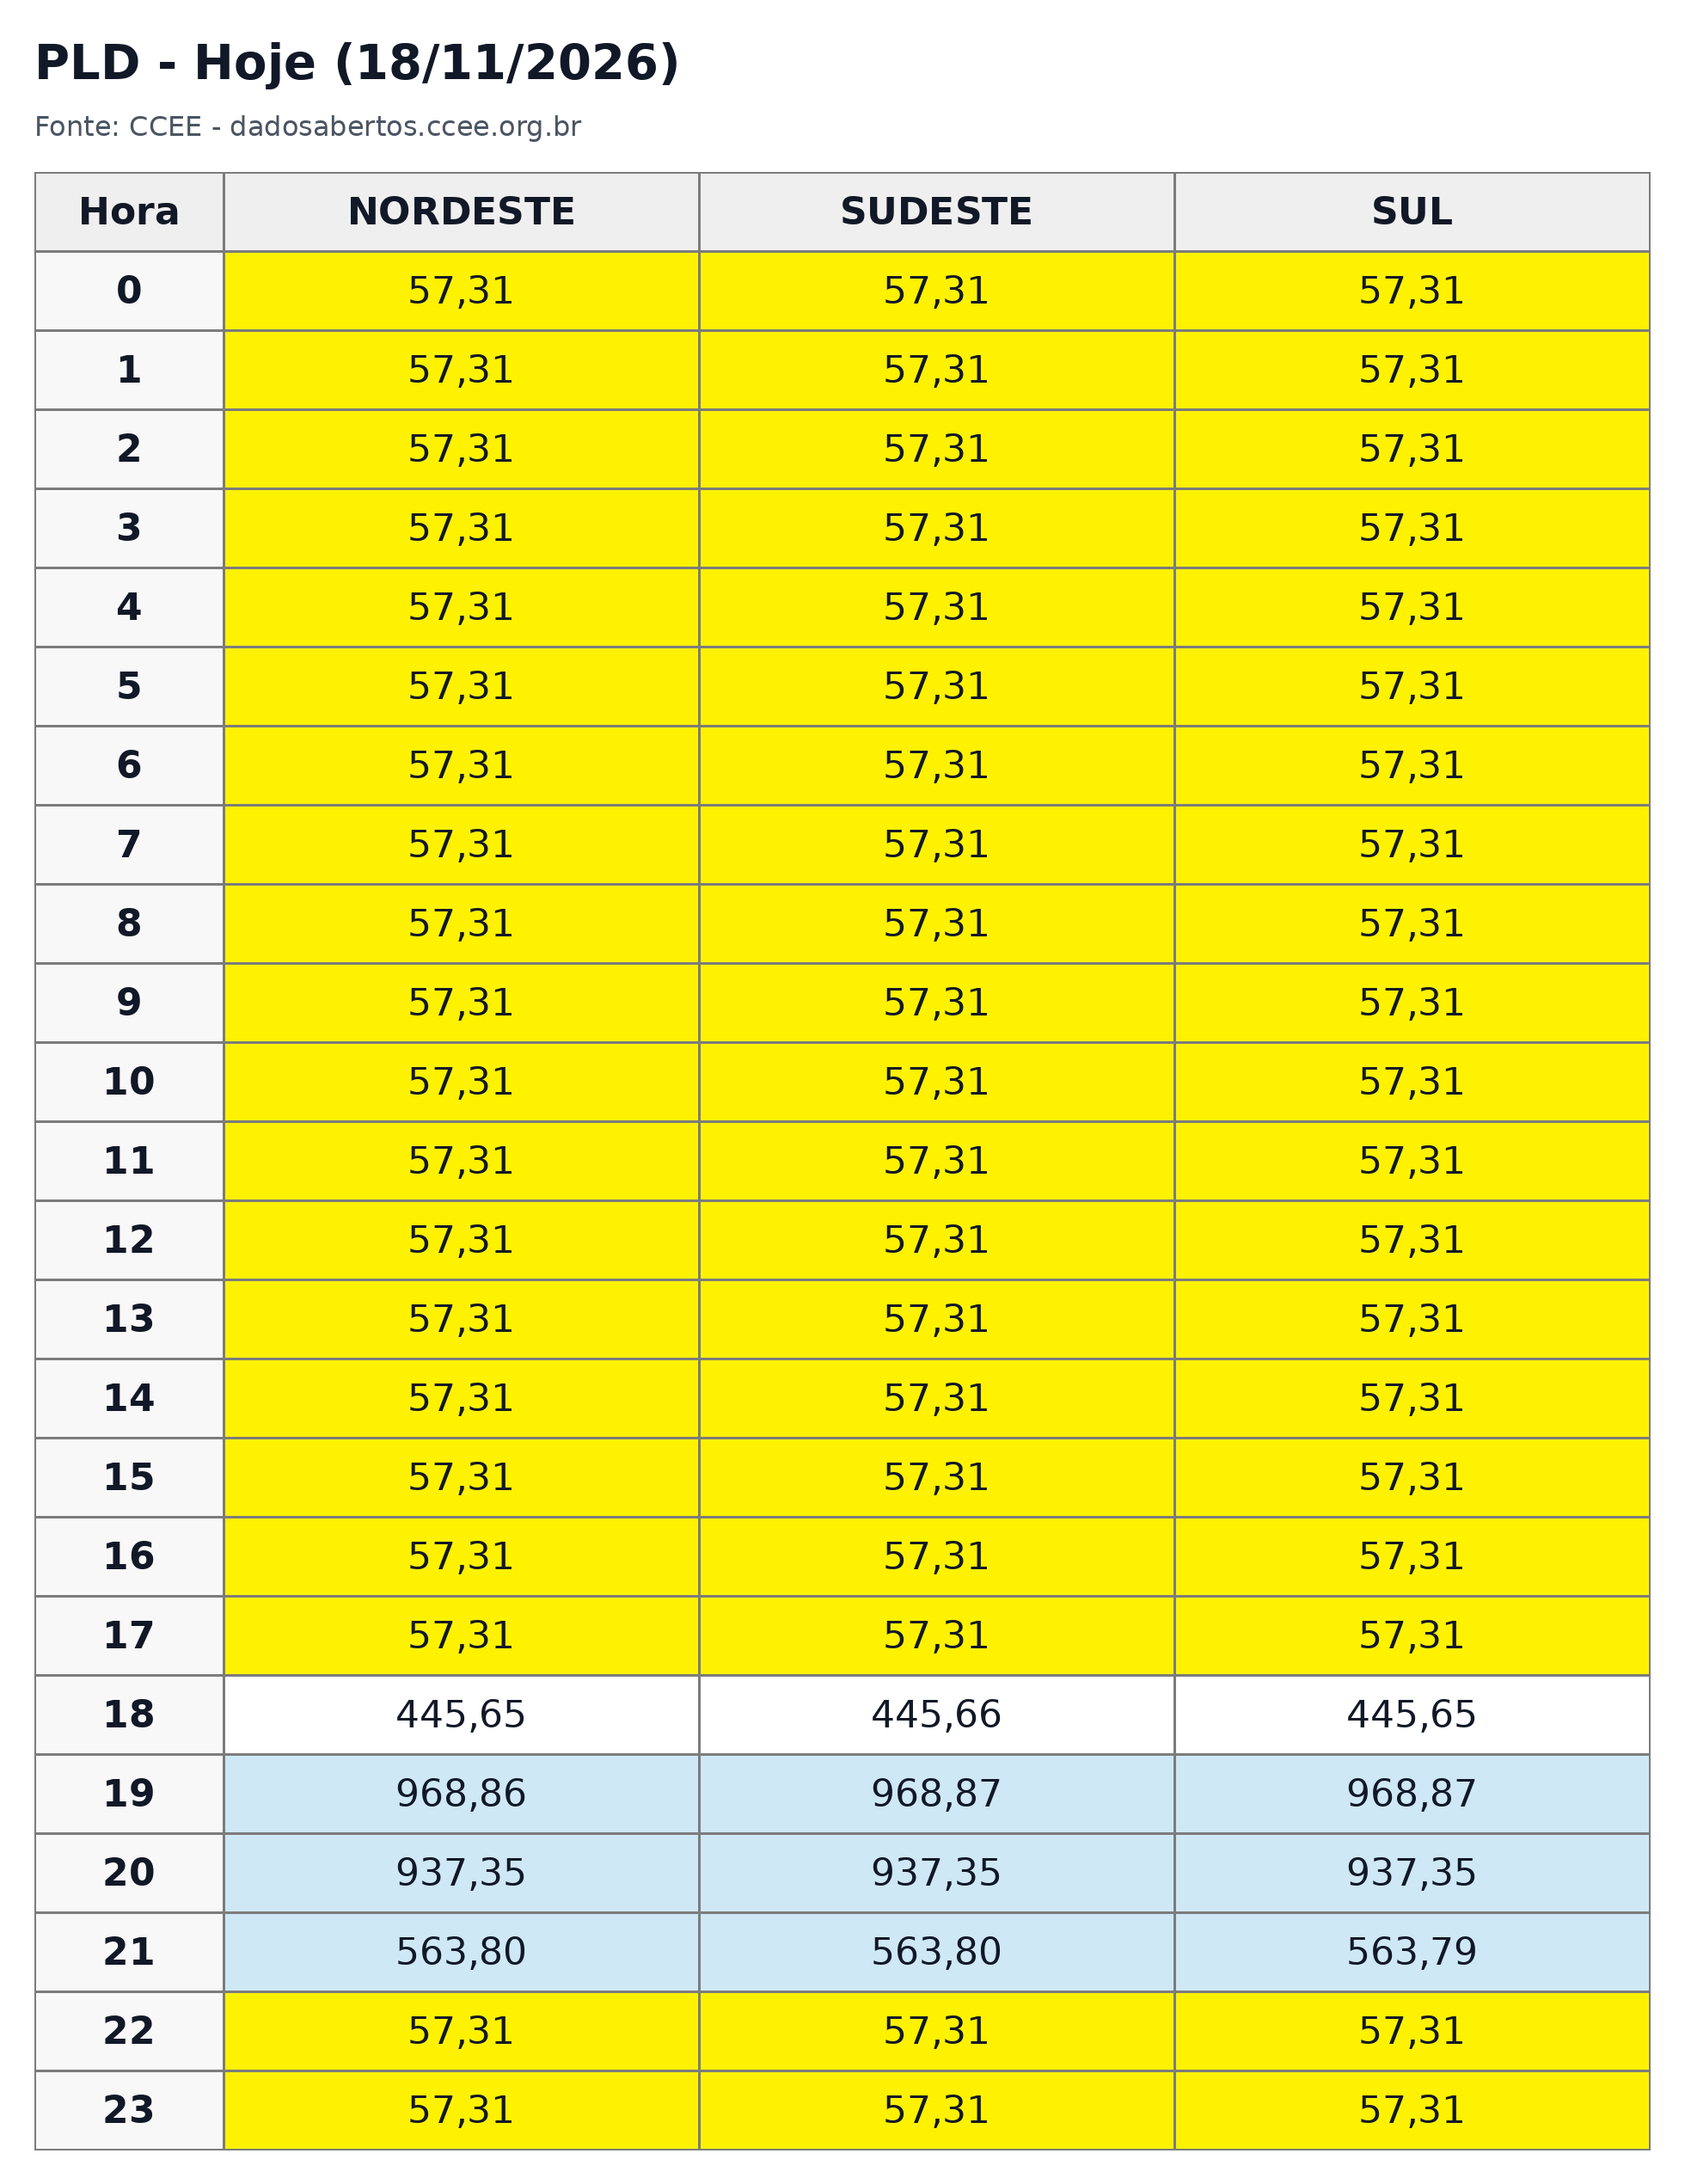 PLD - Hoje (18/11/2026)
Fonte: CCEE - dadosabertos.ccee.org.br
Hora NORDESTE SUDESTE SUL
0 57,31 57,31 57,31
1 57,31 57,31 57,31
2 57,31 57,31 57,31
3 57,31 57,31 57,31
4 57,31 57,31 57,31
5 57,31 57,31 57,31
6 57,31 57,31 57,31
7 57,31 57,31 57,31
8 57,31 57,31 57,31
9 57,31 57,31 57,31
10 57,31 57,31 57,31
11 57,31 57,31 57,31
12 57,31 57,31 57,31
13 57,31 57,31 57,31
14 57,31 57,31 57,31
15 57,31 57,31 57,31
16 57,31 57,31 57,31
17 57,31 57,31 57,31
18 445,65 445,66 445,65
19 968,86 968,87 968,87
20 937,35 937,35 937,35
21 563,80 563,80 563,79
22 57,31 57,31 57,31
23 57,31 57,31 57,31